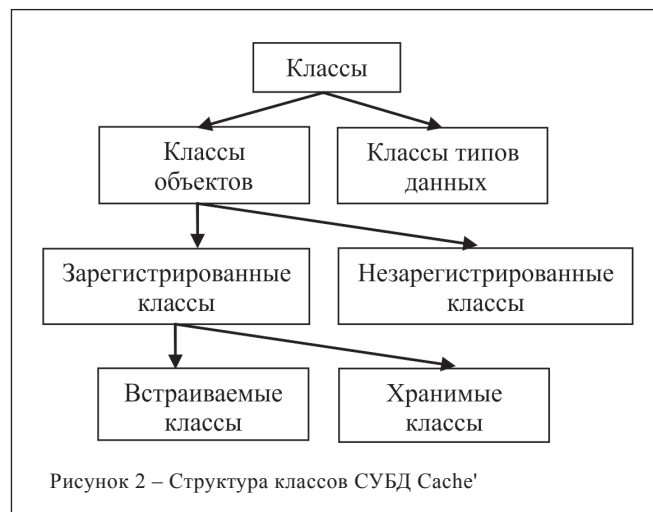 Классы
Классы
объектов
Классы типов
данных
Зарегистрированные
классы
Незарегистрированные
классы
Встраиваемые
классы
Хранимые
классы
Рисунок 2 – Структура классов СУБД Cache'